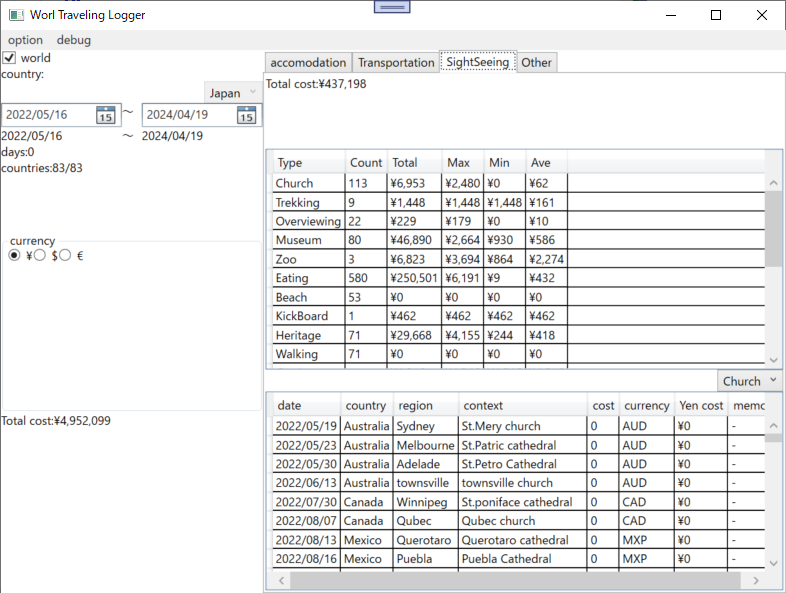 Worl Traveling Logger
option debug
world
country:
Japan
2022/05/16 15 ～ 2024/04/19 15
2022/05/16 ～ 2024/04/19
days:0
countries:83/83
currency
¥ $ €
Total cost:¥4,952,099
accomodation Transportation SightSeeing Other
Total cost:¥437,198
Type Count Total Max Min Ave
Church 113 ¥6,953 ¥2,480 ¥0 ¥62
Trekking 9 ¥1,448 ¥1,448 ¥1,448 ¥161
Overviewing 22 ¥229 ¥179 ¥0 ¥10
Museum 80 ¥46,890 ¥2,664 ¥930 ¥586
Zoo 3 ¥6,823 ¥3,694 ¥864 ¥2,274
Eating 580 ¥250,501 ¥6,191 ¥9 ¥432
Beach 53 ¥0 ¥0 ¥0 ¥0
KickBoard 1 ¥462 ¥462 ¥462 ¥462
Heritage 71 ¥29,668 ¥4,155 ¥244 ¥418
Walking 71 ¥0 ¥0 ¥0 ¥0
Church
date country region context cost currency Yen cost memo
2022/05/19 Australia Sydney St.Mery church 0 AUD ¥0 -
2022/05/23 Australia Melbourne St.Patric cathedral 0 AUD ¥0 -
2022/05/30 Australia Adelade St.Petro Cathedral 0 AUD ¥0 -
2022/06/13 Australia townsville townsville church 0 AUD ¥0 -
2022/07/30 Canada Winnipeg St.poniface cathedral 0 CAD ¥0 -
2022/08/07 Canada Qubec Qubec church 0 CAD ¥0 -
2022/08/13 Mexico Querotaro Querotaro cathedral 0 MXP ¥0 -
2022/08/16 Mexico Puebla Puebla Cathedral 0 MXP ¥0 -